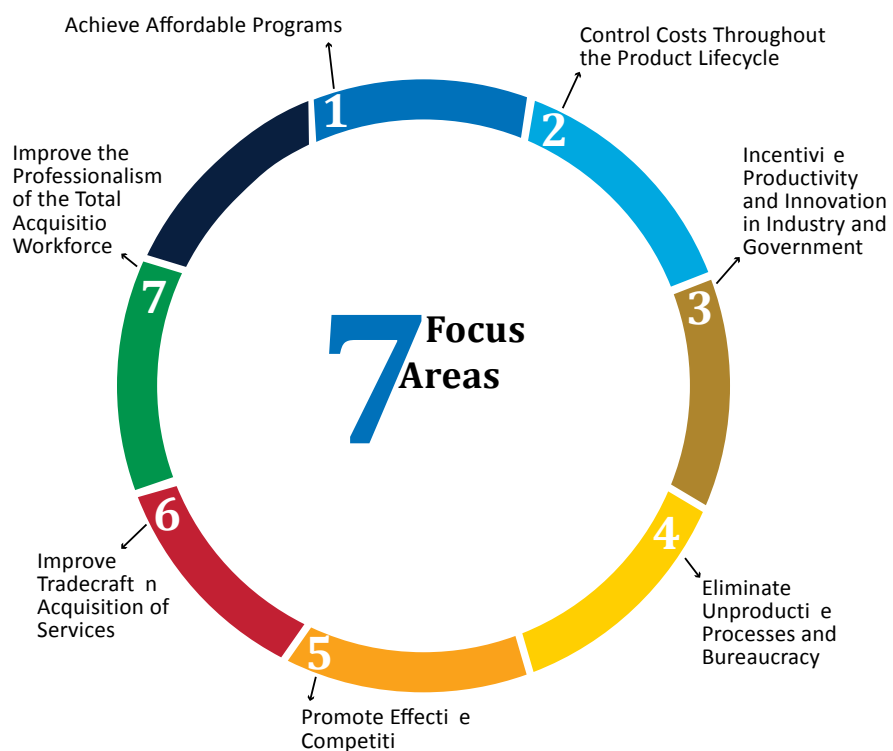 Achieve Affordable Programs
1
Control Costs Throughout
the Product Lifecycle
2
Incentivi e
Productivity
and Innovation
in Industry and
Government
3
Eliminate
Unproducti e
Processes and
Bureaucracy
4
Promote Effecti e
Competiti
5
Improve
Tradecraft n
Acquisition of
Services
6
Improve the
Professionalism
of the Total
Acquisitio
Workforce
7
7 Focus
Areas